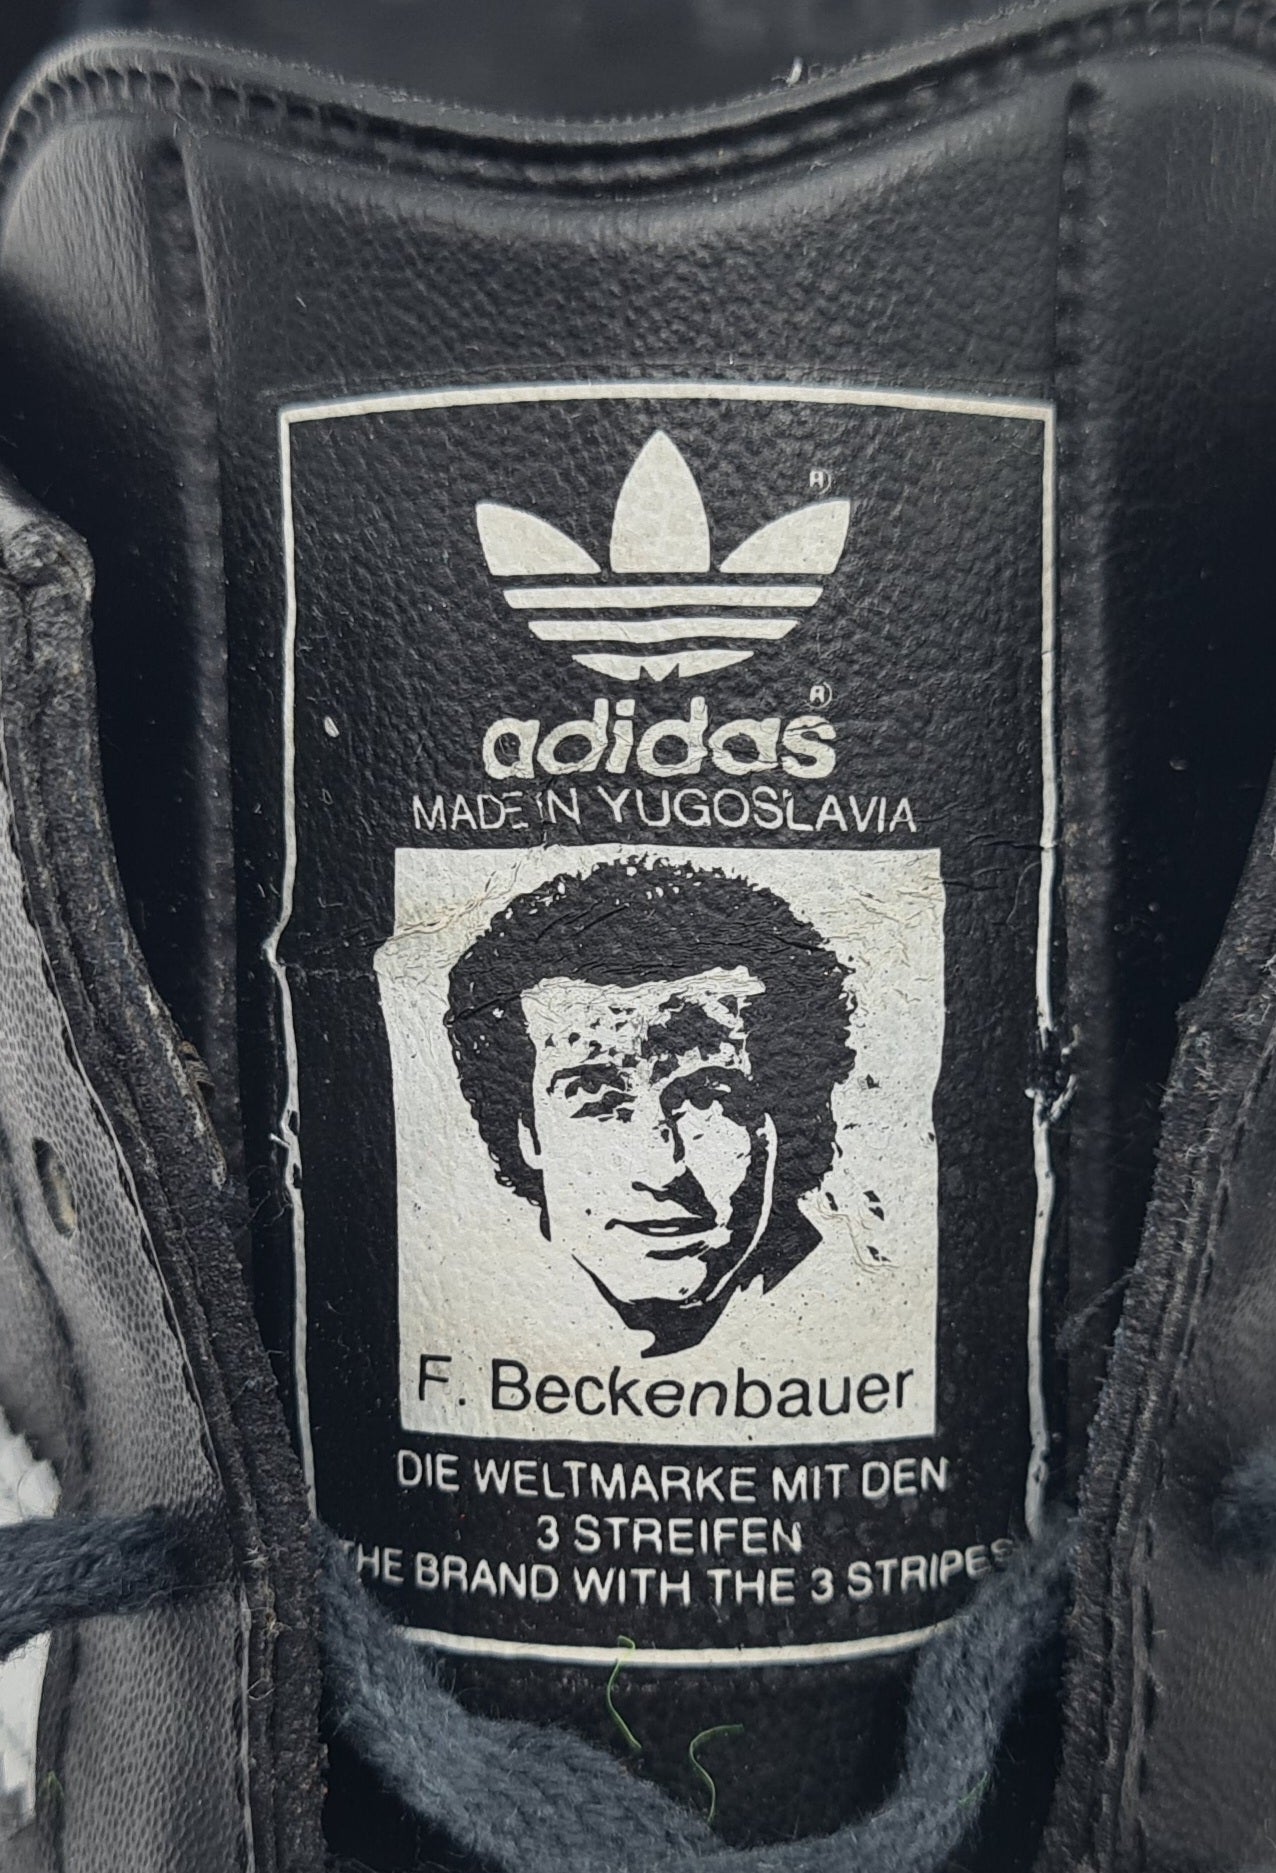 ®
®
adidas
MADE IN YUGOSLAVIA
F. Beckenbauer
DIE WELTMARKE MIT DEN
3 STREIFEN
THE BRAND WITH THE 3 STRIPES